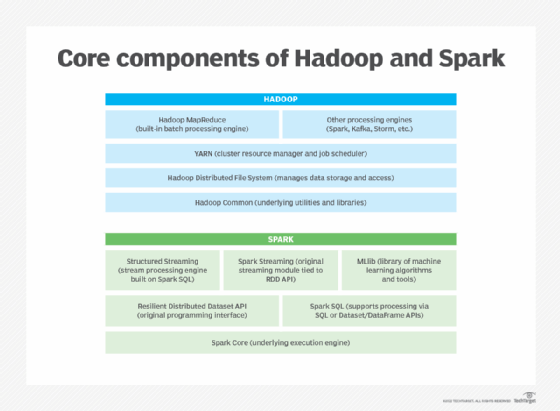 Core components of Hadoop and Spark
HADOOP
Hadoop MapReduce
(built-in batch processing engine)
Other processing engines
(Spark, Kafka, Storm, etc.)
YARN (cluster resource manager and job scheduler)
Hadoop Distributed File System (manages data storage and access)
Hadoop Common (underlying utilities and libraries)
SPARK
Structured Streaming
(stream processing engine
built on Spark SQL)
Spark Streaming (original
streaming module tied to
RDD API)
MLlib (library of machine
learning algorithms
and tools)
Resilient Distributed Dataset API
(original programming interface)
Spark SQL (supports processing via
SQL or Dataset/DataFrame APIs)
Spark Core (underlying execution engine)
TECHTARGET. ALL RIGHTS RESERVED
TechTarget